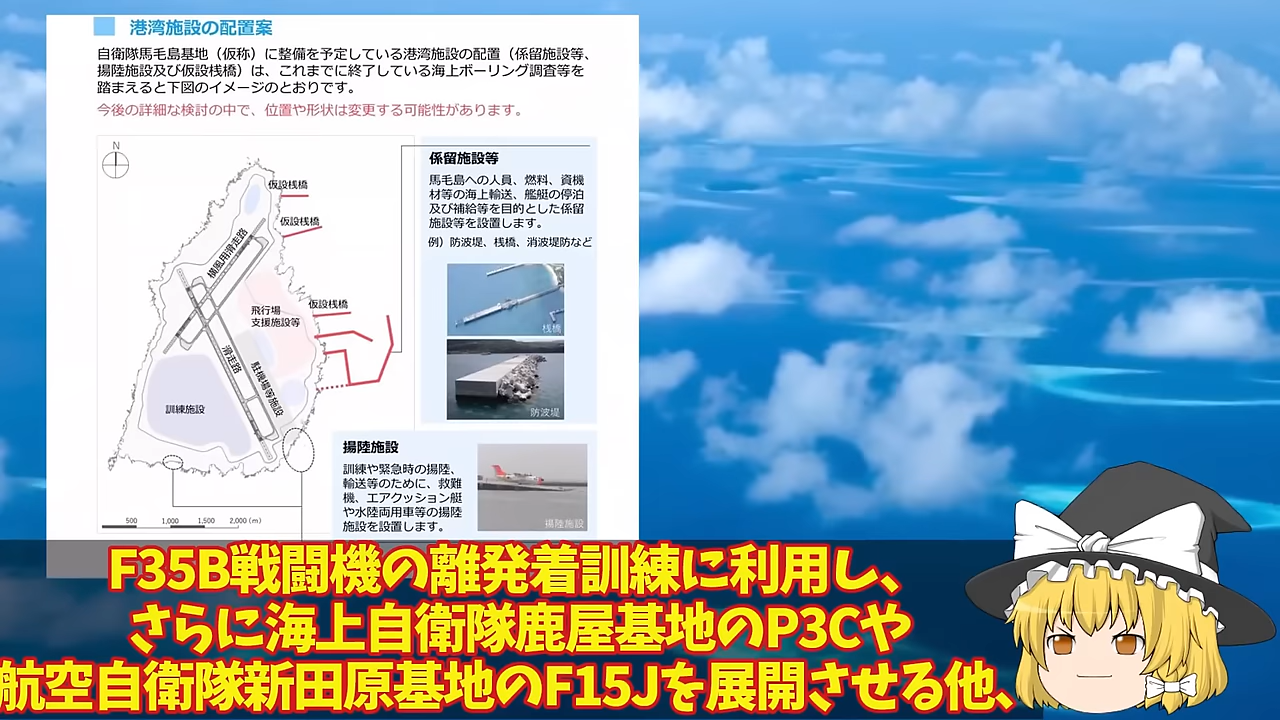 港湾施設の配置案
自衛隊馬毛島基地（仮称）に整備を予定している港湾施設の配置（係留施設等、
揚陸施設及び仮設桟橋）は、これまでに終了している海上ボーリング調査等を
踏まえると下図のイメージのとおりです。
今後の詳細な検討の中で、位置や形状は変更する可能性があります。
N
仮設桟橋
仮設桟橋
横風用滑走路
仮設桟橋
飛行場
支援施設等
滑走路
駐機場等施設
訓練施設
500 1,000 1,500 2,000 (m)
係留施設等
馬毛島への人員、燃料、資機
材等の海上輸送、艦艇の停泊
及び補給等を目的とした係留
施設等を設置します。
例）防波堤、桟橋、消波堤防など
桟橋
防波堤
揚陸施設
訓練や緊急時の揚陸、
輸送等のために、救難
機、エアクッション艇
や水陸両用車等の揚陸
施設を設置します。
揚陸施設
F35B戦闘機の離発着訓練に利用し、
さらに海上自衛隊鹿屋基地のP3Cや
航空自衛隊新田原基地のF15Jを展開させる他、